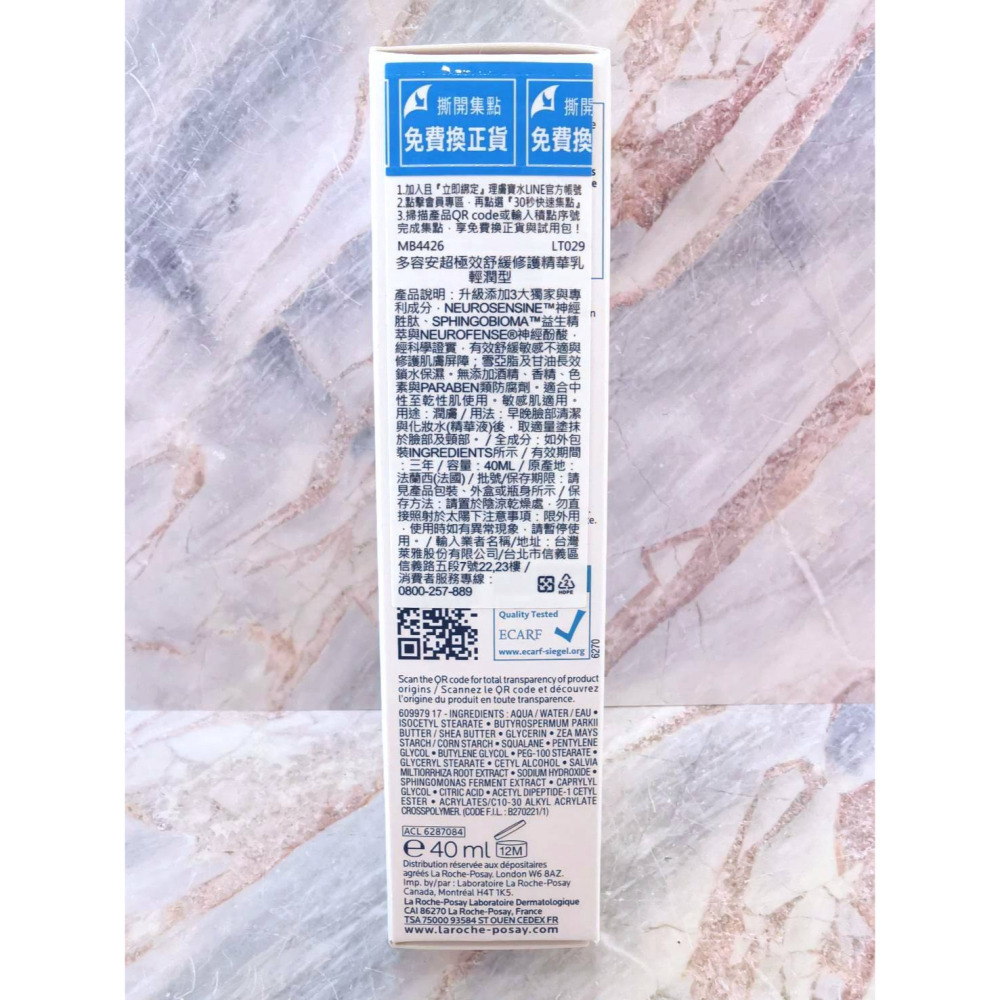 撕開集點
免費換正貨
撕開
免費換
1.加入且『立即綁定』理膚寶水LINE官方帳號
2.點擊會員專區，再點選『30秒快速集點』
3.掃描產品QR code或輸入積點序號
完成集點，享免費換正貨與試用包！
MB4426 LT029
多容安超極效舒緩修護精華乳
輕潤型
產品說明：升級添加3大獨家與專
利成分，NEUROSENSINE™神經
胜肽、SPHINGOBIOMA™益生精
萃與NEUROFENSE®神經酚酸，
經科學證實，有效舒緩敏感不適與
修護肌膚屏障；雪亞脂及甘油長效
鎖水保濕。無添加酒精、香精、色
素與PARABEN類防腐劑。適合中
性至乾性肌使用。敏感肌適用。
用途：潤膚 / 用法：早晚臉部清潔
與化妝水(精華液)後，取適量塗抹
於臉部及頸部。/ 全成分：如外包
裝INGREDIENTS所示 / 有效期間
：三年 / 容量：40ML / 原產地：
法蘭西(法國) / 批號/保存期限：請
見產品包裝、外盒或瓶身所示 / 保
存方法：請置於陰涼乾燥處，勿直
接照射於太陽下注意事項：限外用
，使用時如有異常現象，請暫停使
用。/ 輸入業者名稱/地址：台灣
萊雅股份有限公司/台北市信義區
信義路五段7號22,23樓 /
消費者服務專線：
0800-257-889
HDPE
Quality Tested
ECARF
www.ecarf-siegel.org
6270
Scan the QR code for total transparency of product
origins / Scannez le QR code et découvrez
l'origine du produit en toute transparence.
609979 17 - INGREDIENTS : AQUA / WATER / EAU •
ISOCETYL STEARATE • BUTYROSPERMUM PARKII
BUTTER / SHEA BUTTER • GLYCERIN • ZEA MAYS
STARCH / CORN STARCH • SQUALANE • PENTYLENE
GLYCOL • BUTYLENE GLYCOL • PEG-100 STEARATE •
GLYCERYL STEARATE • CETYL ALCOHOL • SALVIA
MILTIORRHIZA ROOT EXTRACT • SODIUM HYDROXIDE •
SPHINGOMONAS FERMENT EXTRACT • CAPRYLYL
GLYCOL • CITRIC ACID • ACETYL DIPEPTIDE-1 CETYL
ESTER • ACRYLATES/C10-30 ALKYL ACRYLATE
CROSSPOLYMER. (CODE F.I.L. : B270221/1)
ACL 6287084
e 40 ml 12M
Distribution réservée aux dépositaires
agréés La Roche-Posay. London W6 8AZ.
Imp. by/par : Laboratoire La Roche-Posay
Canada, Montréal H4T 1K5.
La Roche-Posay Laboratoire Dermatologique
CAI 86270 La Roche-Posay, France
TSA 75000 93584 ST OUEN CEDEX FR
www.laroche-posay.com